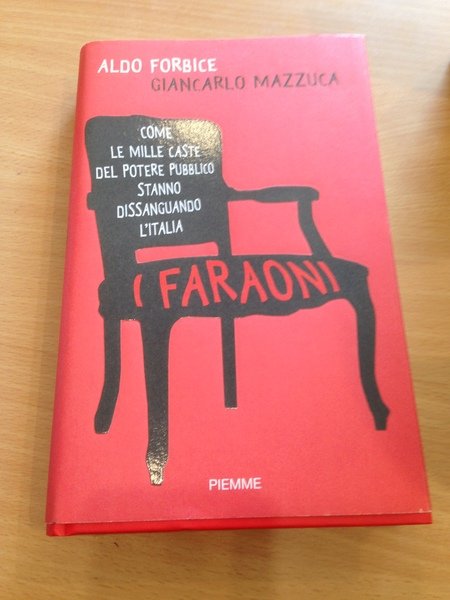 ALDO FORBICE
GIANCARLO MAZZUCA
COME
LE MILLE CASTE
DEL POTERE PUBBLICO
STANNO
DISSANGUANDO
L'ITALIA
I FARAONI
PIEMME